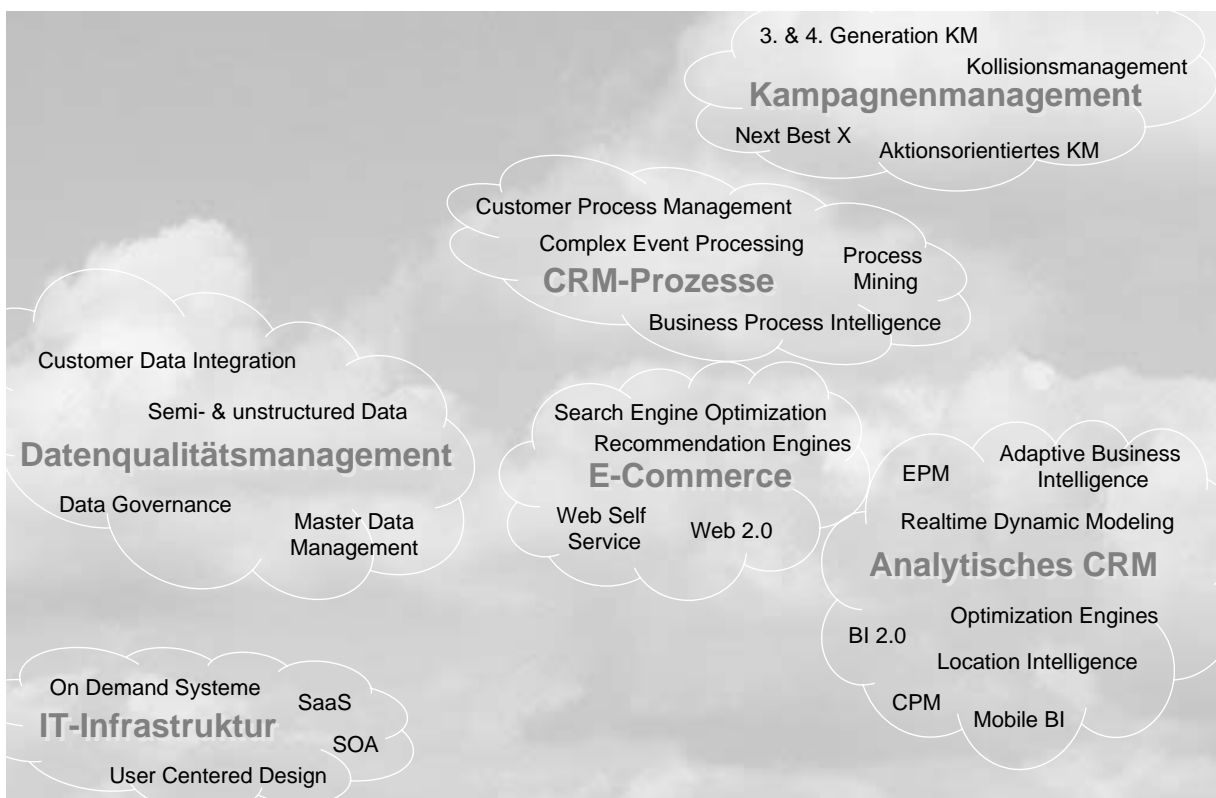 3. & 4. Generation KM
Kollisionsmanagement
Kampagnenmanagement
Next Best X
Aktionsorientiertes KM
Customer Process Management
Complex Event Processing
Process
Mining
CRM-Prozesse
Business Process Intelligence
Customer Data Integration
Semi- & unstructured Data
Datenqualitätsmanagement
Data Governance
Master Data
Management
Search Engine Optimization
Recommendation Engines
E-Commerce
Web Self
Service
Web 2.0
EPM
Adaptive Business
Intelligence
Realtime Dynamic Modeling
Analytisches CRM
Optimization Engines
BI 2.0
Location Intelligence
CPM
Mobile BI
On Demand Systeme
SaaS
IT-Infrastruktur
SOA
User Centered Design